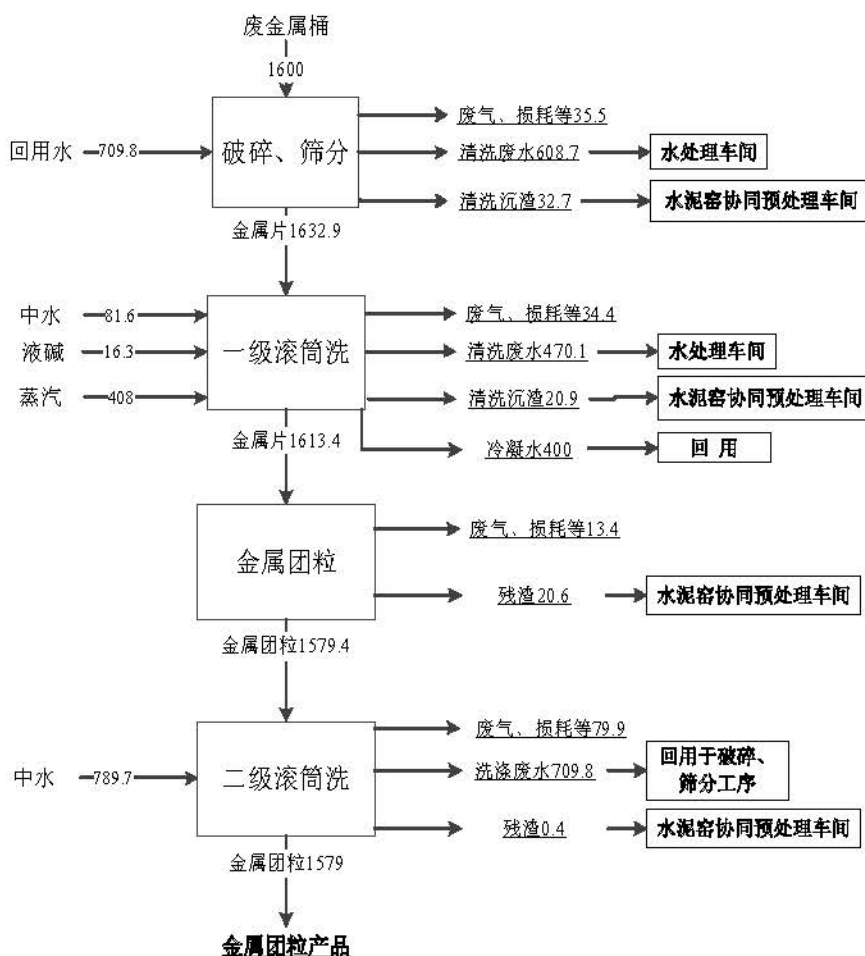 废金属桶
1600
回用水
709.8
破碎、筛分
废气、损耗等35.5
清洗废水608.7
水处理车间
清洗沉渣32.7
水泥窑协同预处理车间
金属片1632.9
中水
81.6
液碱
16.3
蒸汽
408
一级滚筒洗
废气、损耗等34.4
清洗废水470.1
水处理车间
清洗沉渣20.9
水泥窑协同预处理车间
冷凝水400
回 用
金属片1613.4
金属团粒
废气、损耗等13.4
残渣20.6
水泥窑协同预处理车间
金属团粒1579.4
中水
789.7
二级滚筒洗
废气、损耗等79.9
洗涤废水709.8
回用于破碎、
筛分工序
残渣0.4
水泥窑协同预处理车间
金属团粒1579
金属团粒产品